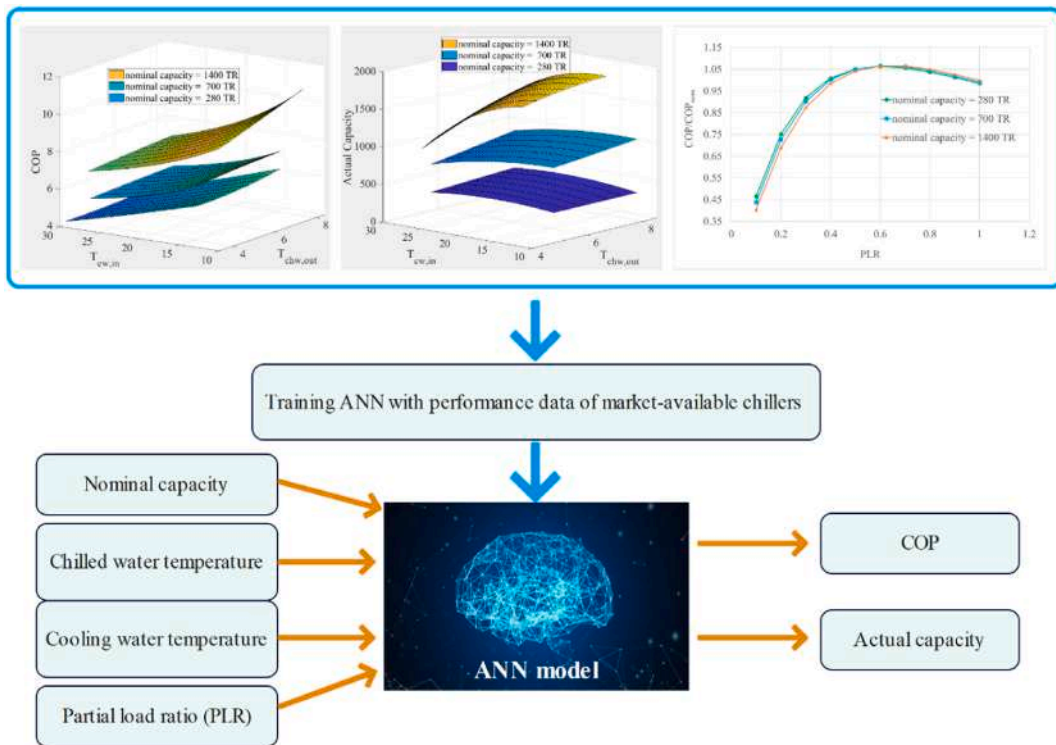 nominal capacity = 1400 TR
nominal capacity = 700 TR
nominal capacity = 280 TR
12
10
8
6
4
COP
30
25
20
15
10
T_cw,in
4
6
8
T_chw,out
nominal capacity = 1400 TR
nominal capacity = 700 TR
nominal capacity = 280 TR
2000
1500
1000
500
0
Actual Capacity
30
25
20
15
10
T_cw,in
4
6
8
T_chw,out
1.15
1.05
0.95
0.85
0.75
0.65
0.55
0.45
0.35
COP/COP
nominal capacity = 280 TR
nominal capacity = 700 TR
nominal capacity = 1400 TR
0
0.2
0.4
0.6
0.8
1
1.2
PLR
Training ANN with performance data of market-available chillers
Nominal capacity
Chilled water temperature
Cooling water temperature
Partial load ratio (PLR)
ANN model
COP
Actual capacity